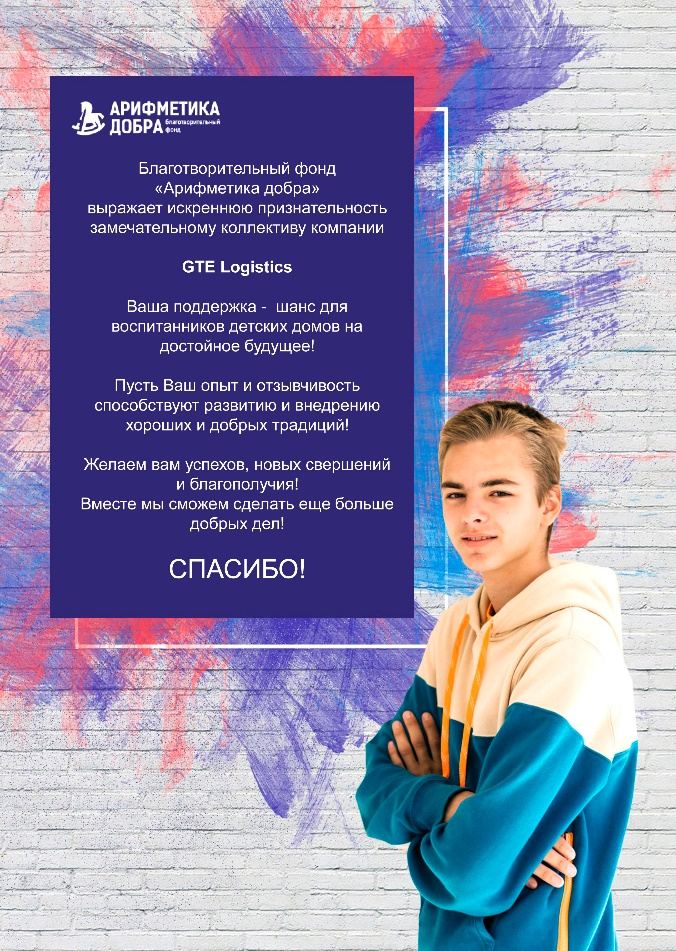 АРИФМЕТИКА
ДОБРА благотворительный
фонд
Благотворительный фонд
«Арифметика добра»
выражает искреннюю признательность
замечательному коллективу компании
GTE Logistics
Ваша поддержка - шанс для
воспитанников детских домов на
достойное будущее!
Пусть Ваш опыт и отзывчивость
способствуют развитию и внедрению
хороших и добрых традиций!
Желаем вам успехов, новых свершений
и благополучия!
Вместе мы сможем сделать еще больше
добрых дел!
СПАСИБО!